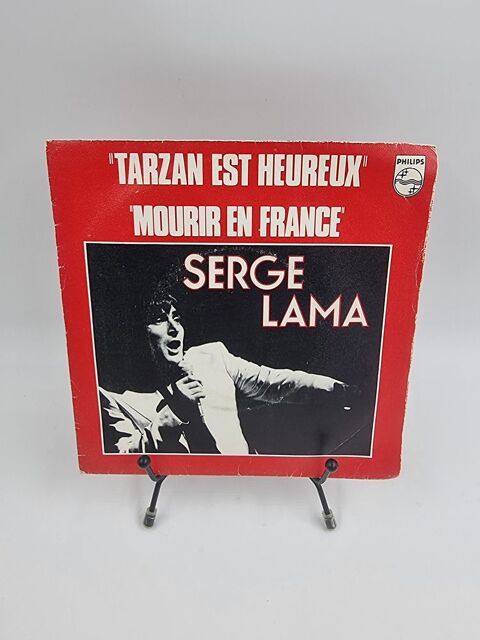 "TARZAN EST HEUREUX"
PHILIPS
"MOURIR EN FRANCE"
SERGE
LAMA